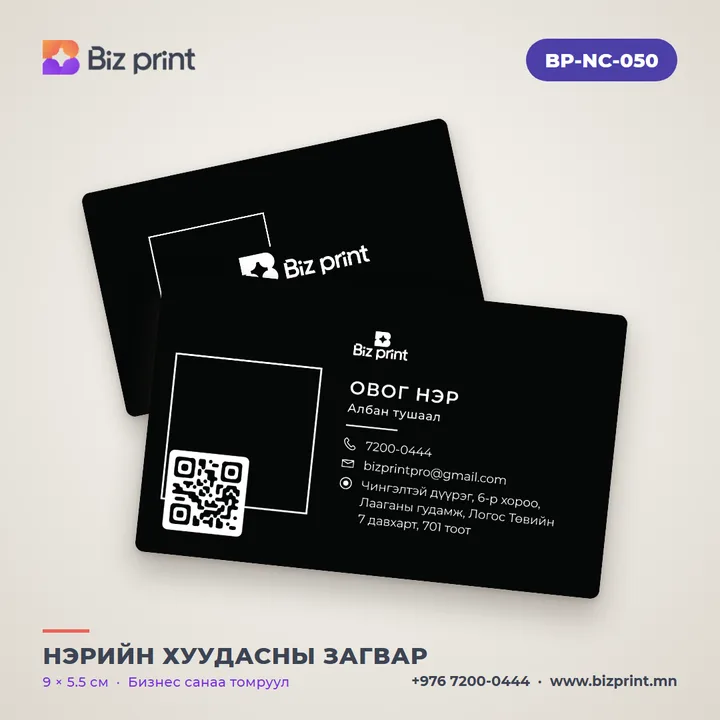 Biz print
BP-NC-050
Biz print
Biz print
ОВОГ НЭР
Албан тушаал
7200-0444
bizprintpro@gmail.com
Чингэлтэй дүүрэг, 6-р хороо,
Лааганы гудамж, Логос Төвийн
7 давхарт, 701 тоот
НЭРИЙН ХУУДАСНЫ ЗАГВАР
9 × 5.5 см · Бизнес санаа томруул
+976 7200-0444 · www.bizprint.mn